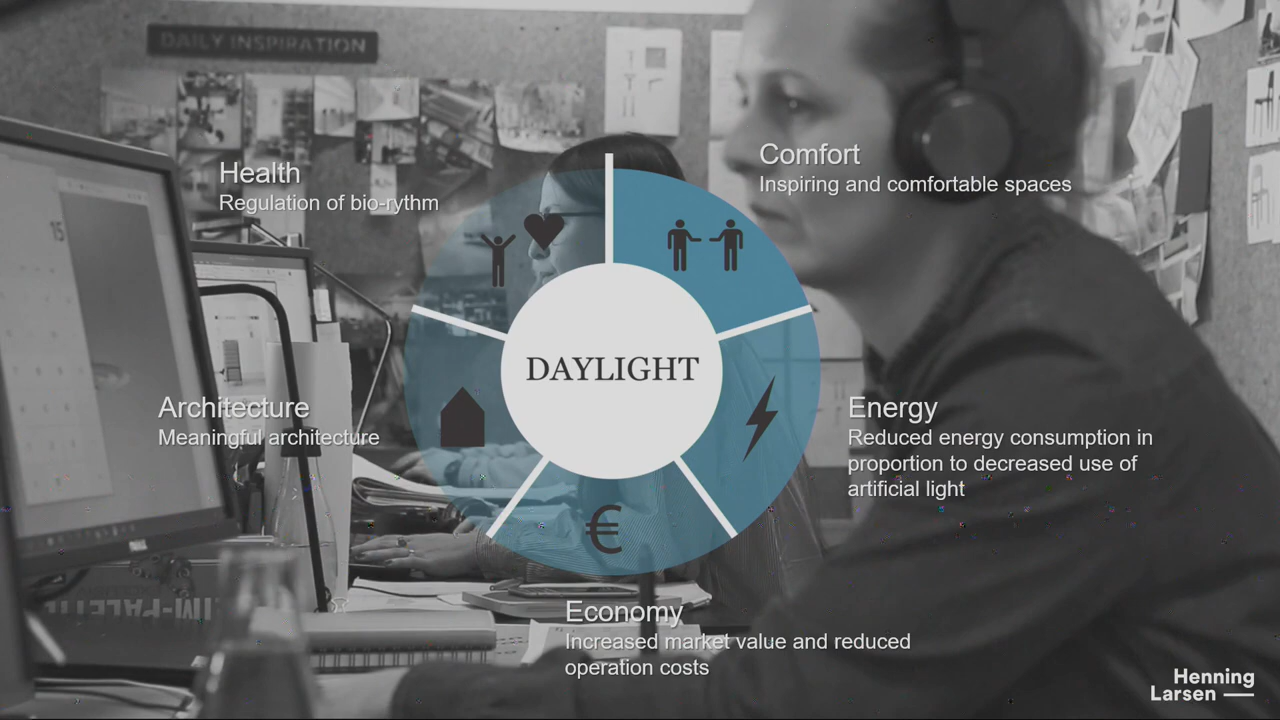 DAILY INSPIRATION
Health
Regulation of bio-rythm
Comfort
Inspiring and comfortable spaces
15
DAYLIGHT
Architecture
Meaningful architecture
Energy
Reduced energy consumption in
proportion to decreased use of
artificial light
€
Economy
Increased market value and reduced
operation costs
Henning
Larsen